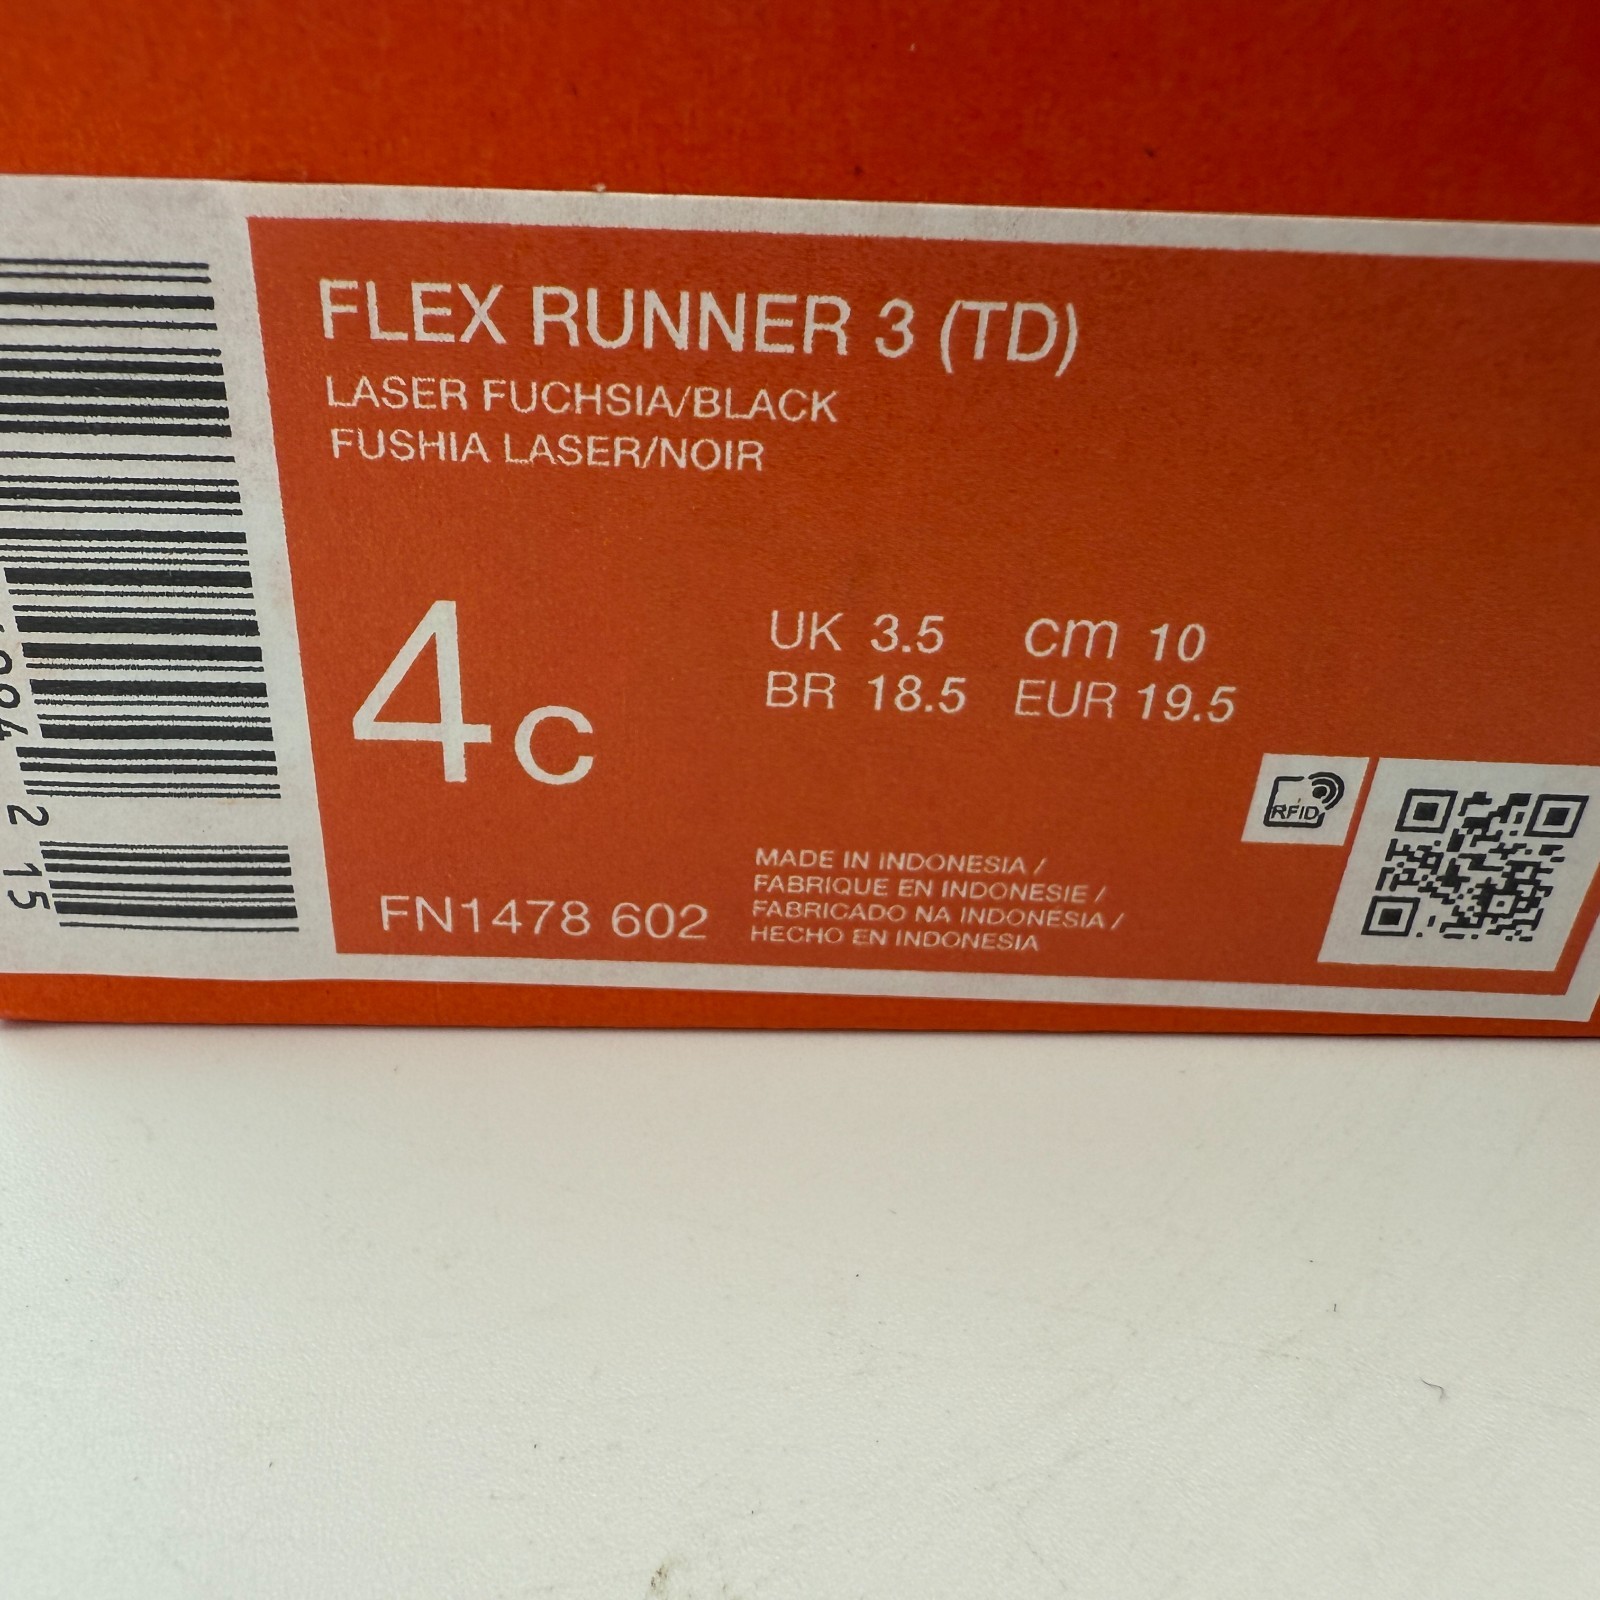 FLEX RUNNER 3 (TD)
LASER FUCHSIA/BLACK
FUSHIA LASER/NOIR
4c
UK 3.5 cm 10
BR 18.5 EUR 19.5
RFID
MADE IN INDONESIA /
FABRIQUE EN INDONESIE /
FABRICADO NA INDONÉSIA /
HECHO EN INDONESIA
FN1478 602
2 15